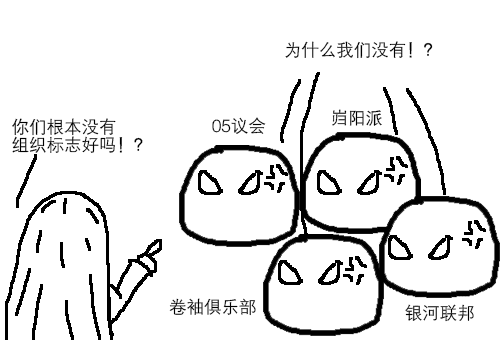 为什么我们没有！？
你们根本没有
组织标志好吗！？
05议会
岿阳派
卷袖俱乐部
银河联邦